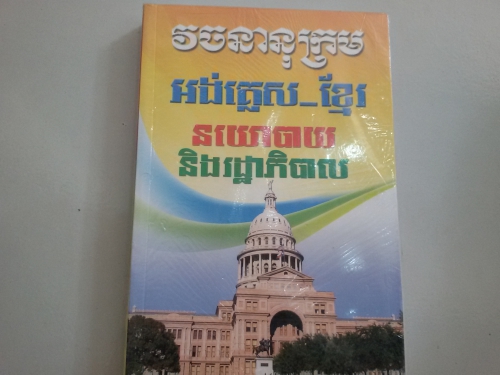 វចនានុក្រម
អង់គ្លេស_ខ្មែរ
នយោបាយ
និងរដ្ឋាភិបាល